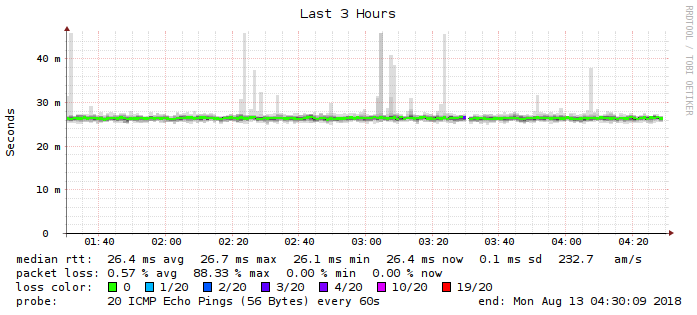 Last 3 Hours
RRDTOOL / TOBI OETIKER
Seconds
40 m
30 m
20 m
10 m
0
01:40 02:00 02:20 02:40 03:00 03:20 03:40 04:00 04:20
median rtt: 26.4 ms avg 26.7 ms max 26.1 ms min 26.4 ms now 0.1 ms sd 232.7 am/s
packet loss: 0.57 % avg 88.33 % max 0.00 % min 0.00 % now
loss color: 0 1/20 2/20 3/20 4/20 10/20 19/20
probe: 20 ICMP Echo Pings (56 Bytes) every 60s end: Mon Aug 13 04:30:09 2018